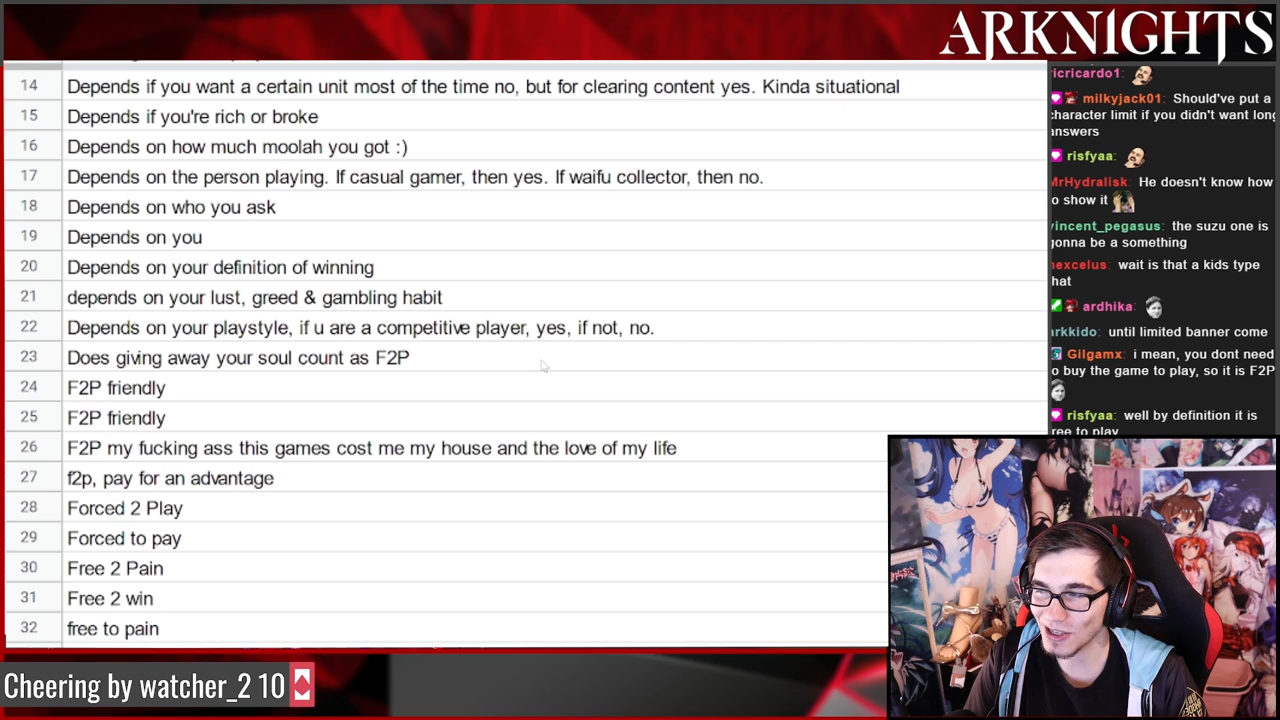 ARKNIGHTS
14 Depends if you want a certain unit most of the time no, but for clearing content yes. Kinda situational
15 Depends if you're rich or broke
16 Depends on how much moolah you got :)
17 Depends on the person playing. If casual gamer, then yes. If waifu collector, then no.
18 Depends on who you ask
19 Depends on you
20 Depends on your definition of winning
21 depends on your lust, greed & gambling habit
22 Depends on your playstyle, if u are a competitive player, yes, if not, no.
23 Does giving away your soul count as F2P
24 F2P friendly
25 F2P friendly
26 F2P my fucking ass this games cost me my house and the love of my life
27 f2p, pay for an advantage
28 Forced 2 Play
29 Forced to pay
30 Free 2 Pain
31 Free 2 win
32 free to pain
ricricardo1:
milkyjack01: Should've put a
character limit if you didn't want long
answers
risfyaa:
MrHydralisk: He doesn't know how
o show it
vincent_pegasus: the suzu one is
gonna be a something
nexcelus: wait is that a kids type
hat
ardhika:
arkkido: until limited banner come
Gilgamx: i mean, you dont need
o buy the game to play, so it is F2P
risfyaa: well by definition it is
ree to play
Cheering by watcher_2 10